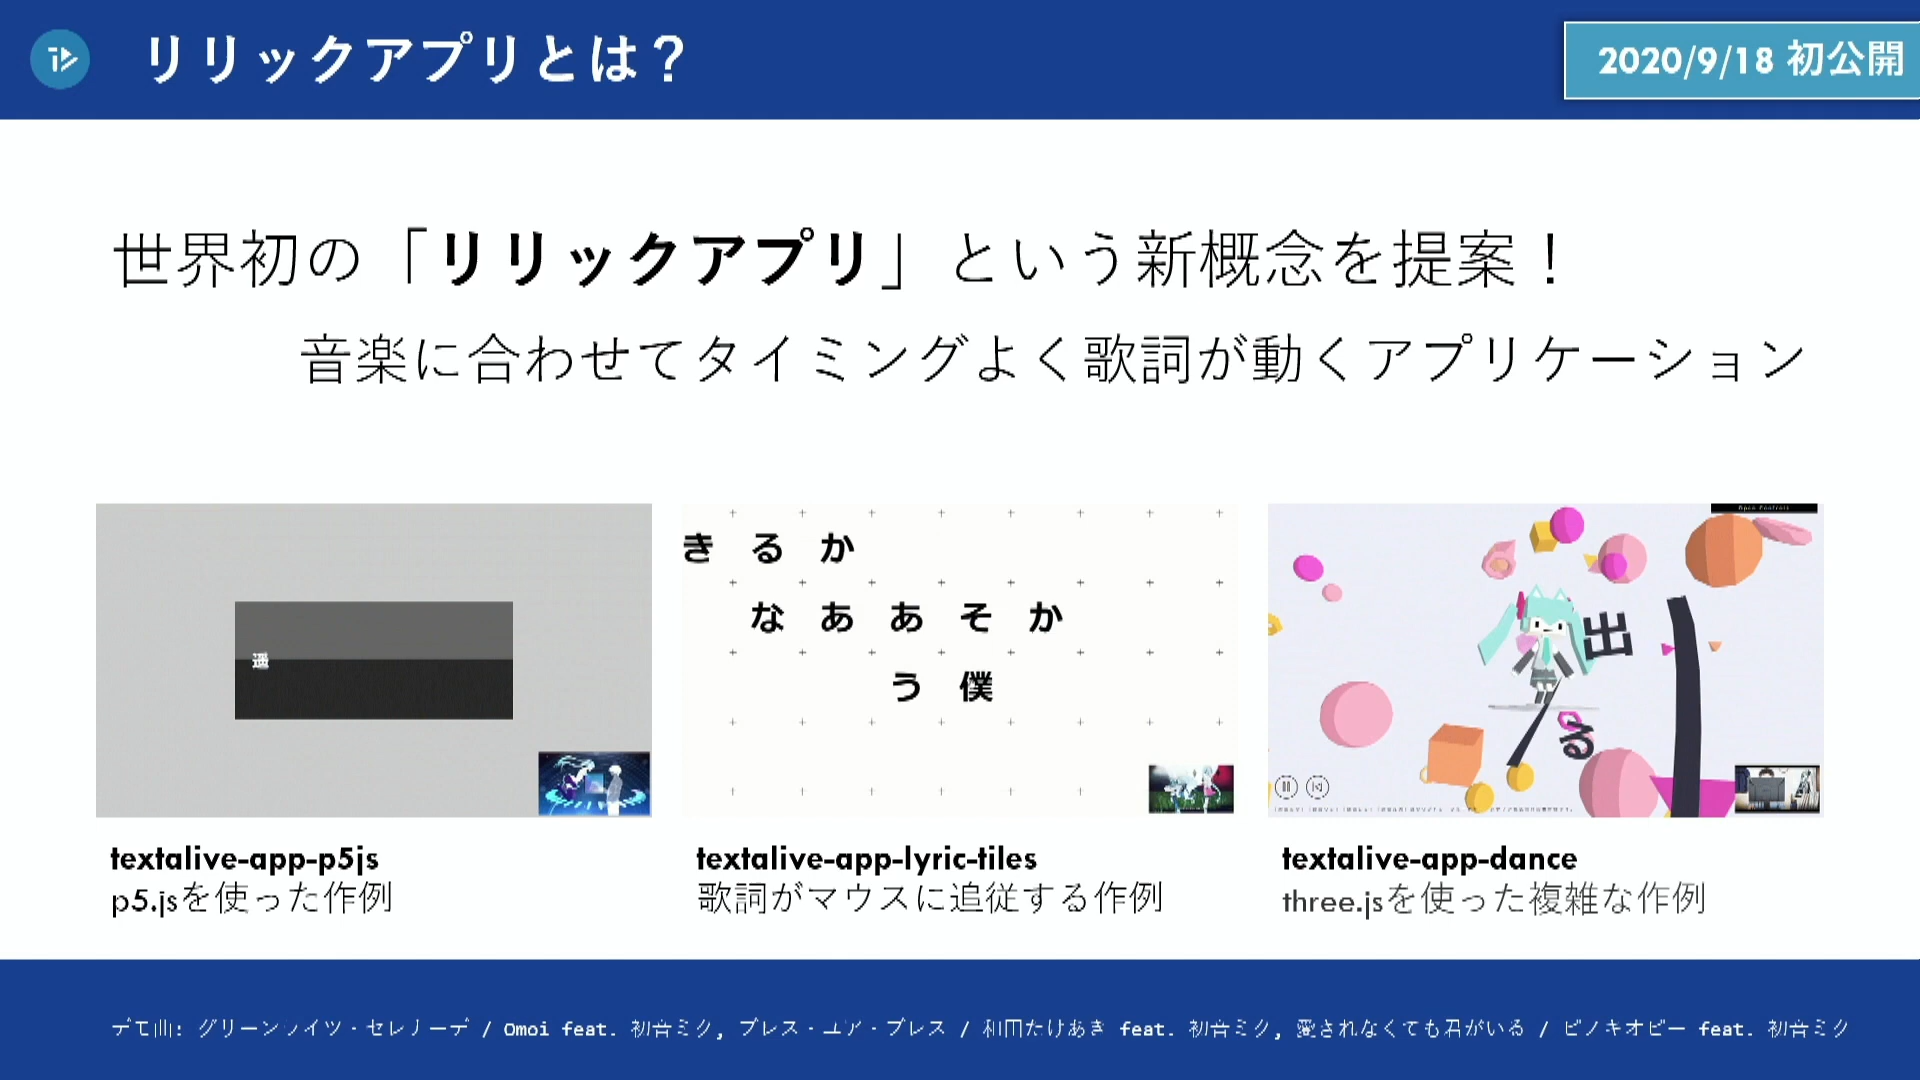 リリックアプリとは？
2020/9/18 初公開
世界初の「リリックアプリ」という新概念を提案！
音楽に合わせてタイミングよく歌詞が動くアプリケーション
遥
きるか
なああそか
う僕
Open Controls
出
る
textalive-app-p5js
p5.jsを使った作例
textalive-app-lyric-tiles
歌詞がマウスに追従する作例
textalive-app-dance
three.jsを使った複雑な作例
デモ曲: グリーンライツ・セレナーデ / Omoi feat. 初音ミク, ブレス・ユア・ブレス / 和田たけあき feat. 初音ミク, 愛されなくても君がいる / ピノキオピー feat. 初音ミク